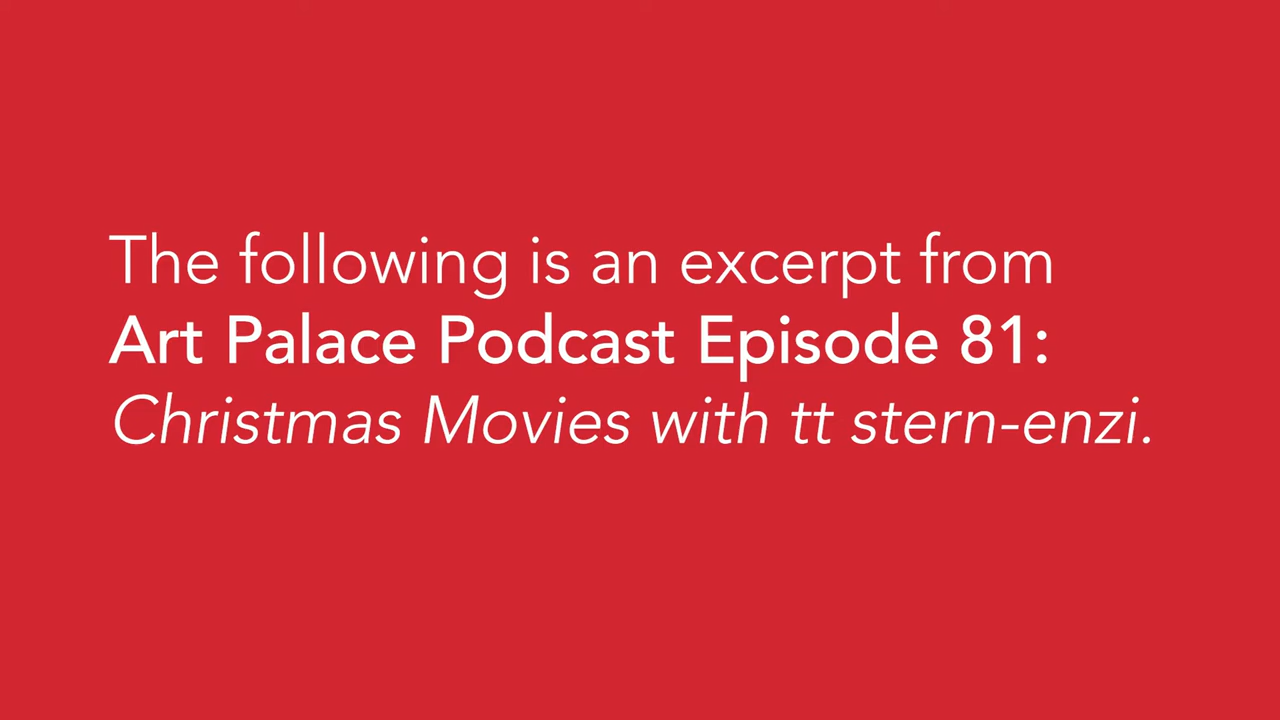 The following is an excerpt from
Art Palace Podcast Episode 81:
Christmas Movies with tt stern-enzi.